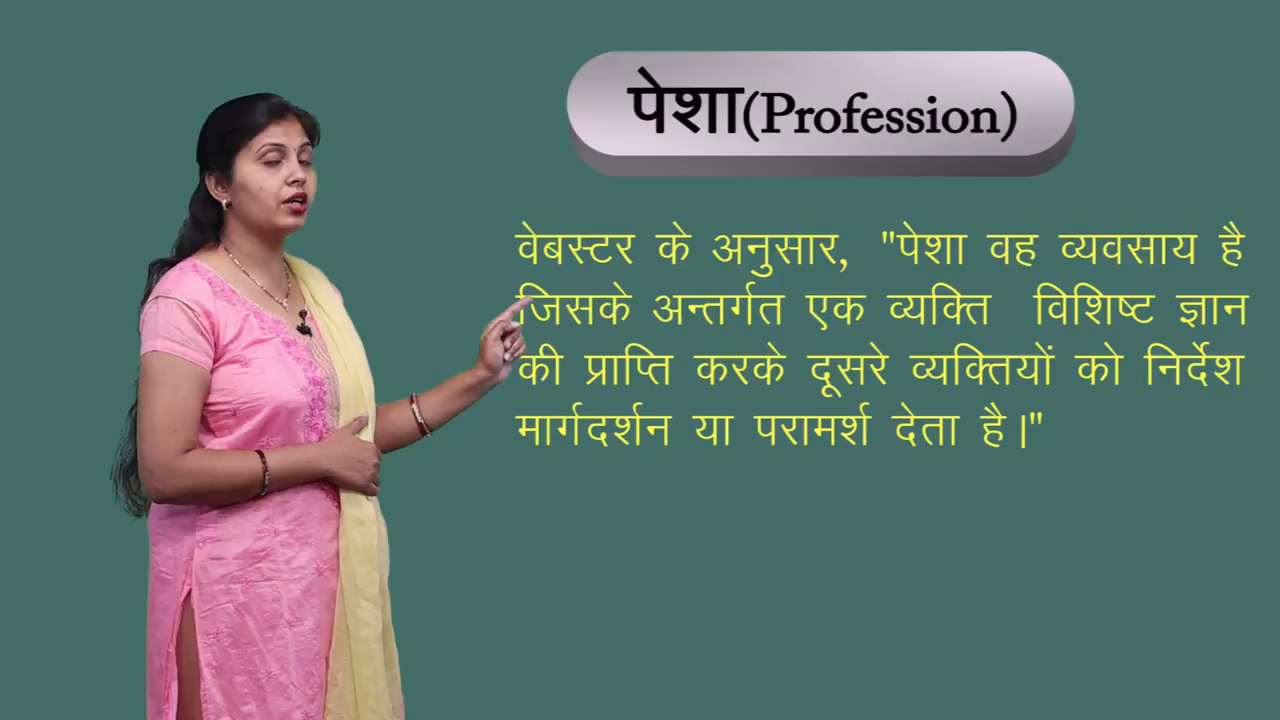 पेशा(Profession)
वेबस्टर के अनुसार, "पेशा वह व्यवसाय है
जिसके अन्तर्गत एक व्यक्ति विशिष्ट ज्ञान
की प्राप्ति करके दूसरे व्यक्तियों को निर्देश
मार्गदर्शन या परामर्श देता है।"